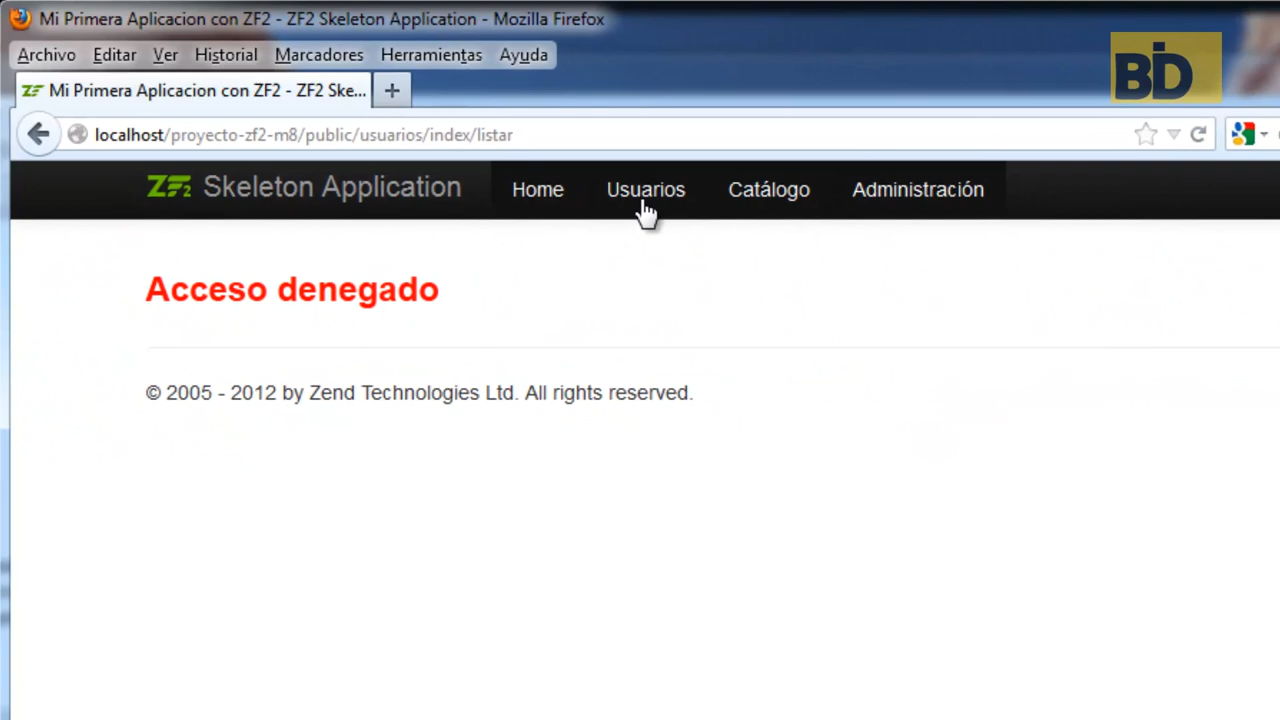 Mi Primera Aplicacion con ZF2 - ZF2 Skeleton Application - Mozilla Firefox
Archivo Editar Ver Historial Marcadores Herramientas Ayuda
BID
Mi Primera Aplicacion con ZF2 - ZF2 Ske... +
localhost/proyecto-zf2-m8/public/usuarios/index/listar
ZF2 Skeleton Application Home Usuarios Catálogo Administración
Acceso denegado
© 2005 - 2012 by Zend Technologies Ltd. All rights reserved.